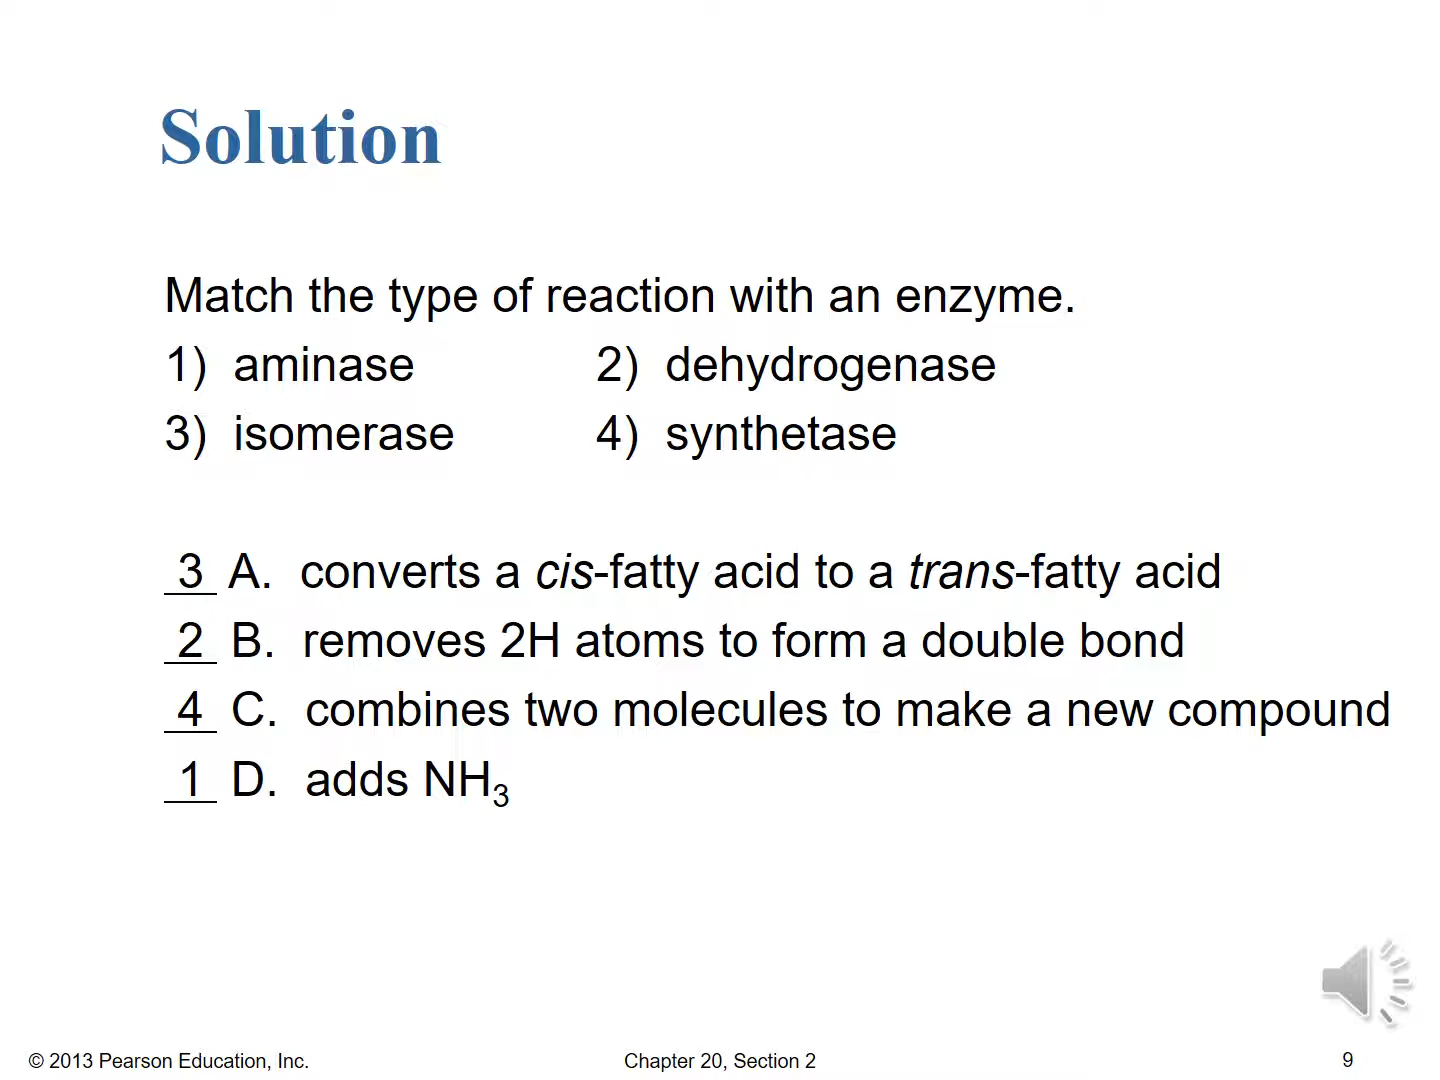 Solution
Match the type of reaction with an enzyme.
1) aminase 2) dehydrogenase
3) isomerase 4) synthetase
3 A. converts a cis-fatty acid to a trans-fatty acid
2 B. removes 2H atoms to form a double bond
4 C. combines two molecules to make a new compound
1 D. adds NH₃
© 2013 Pearson Education, Inc. Chapter 20, Section 2 9